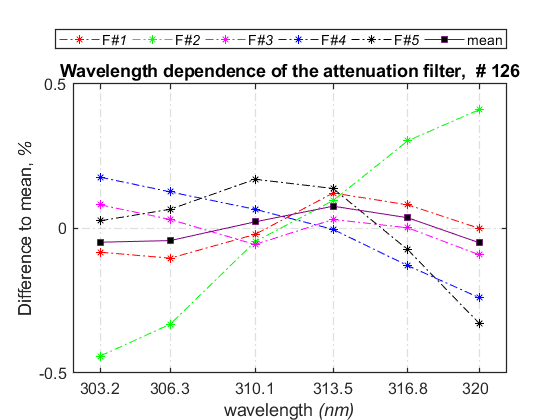 F#1 F#2 F#3 F#4 F#5 mean
Wavelength dependence of the attenuation filter, # 126
Difference to mean, %
0.5
0
-0.5
303.2 306.3 310.1 313.5 316.8 320
wavelength (nm)